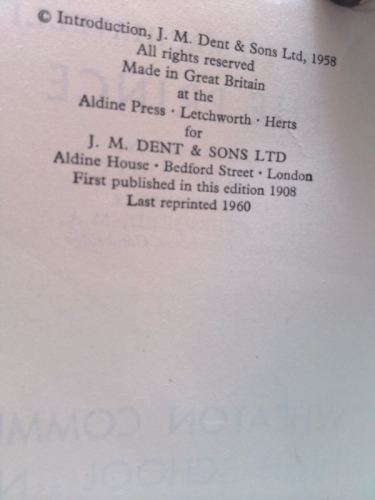 © Introduction, J. M. Dent & Sons Ltd, 1958
All rights reserved
Made in Great Britain
at the
Aldine Press · Letchworth · Herts
for
J. M. DENT & SONS LTD
Aldine House · Bedford Street · London
First published in this edition 1908
Last reprinted 1960